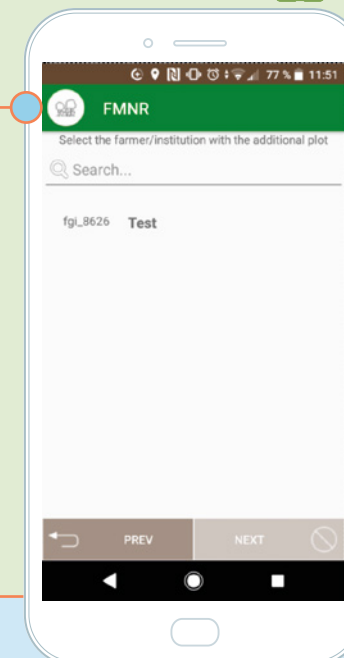 77 % 11:51
FMNR
Select the farmer/institution with the additional plot
Search...
fgi_8626 Test
PREV NEXT